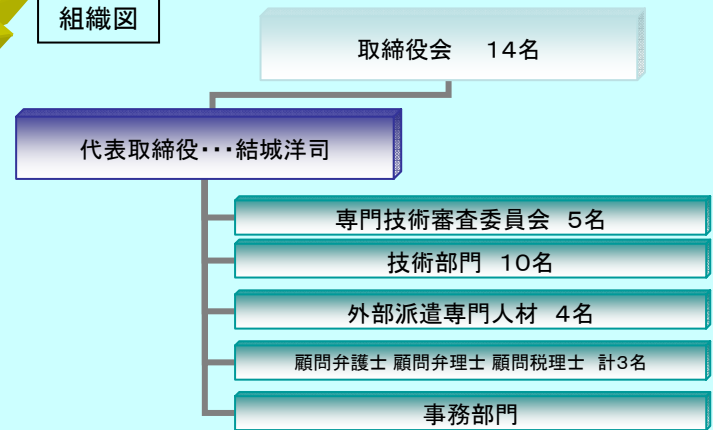 組織図
取締役会　14名
代表取締役・・・結城洋司
専門技術審査委員会 5名
技術部門 10名
外部派遣専門人材 4名
顧問弁護士 顧問弁理士 顧問税理士 計3名
事務部門